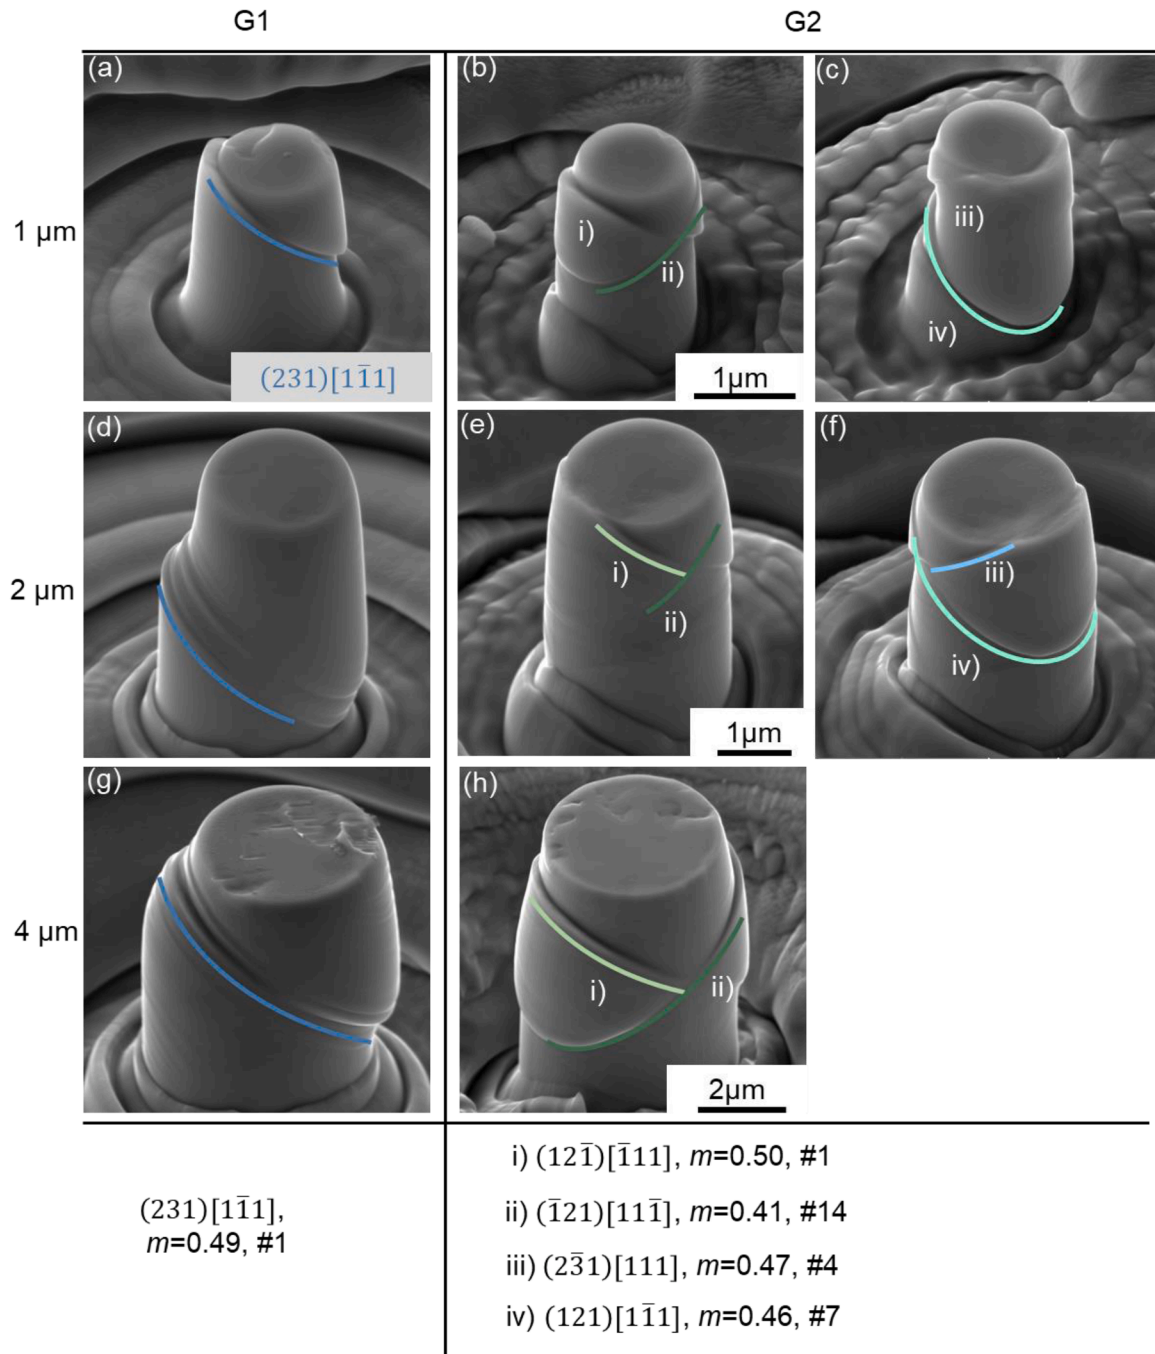 G1
G2
(a)
(b)
(c)
1 µm
i)
ii)
iii)
iv)
(231)[11̅1]
1µm
(d)
(e)
(f)
2 µm
i)
ii)
iii)
iv)
1µm
(g)
(h)
4 µm
i)
ii)
2µm
(231)[11̅1],
m=0.49, #1
i) (121̅)[1̅11], m=0.50, #1
ii) (1̅21)[111̅], m=0.41, #14
iii) (23̅1)[111], m=0.47, #4
iv) (121)[11̅1], m=0.46, #7